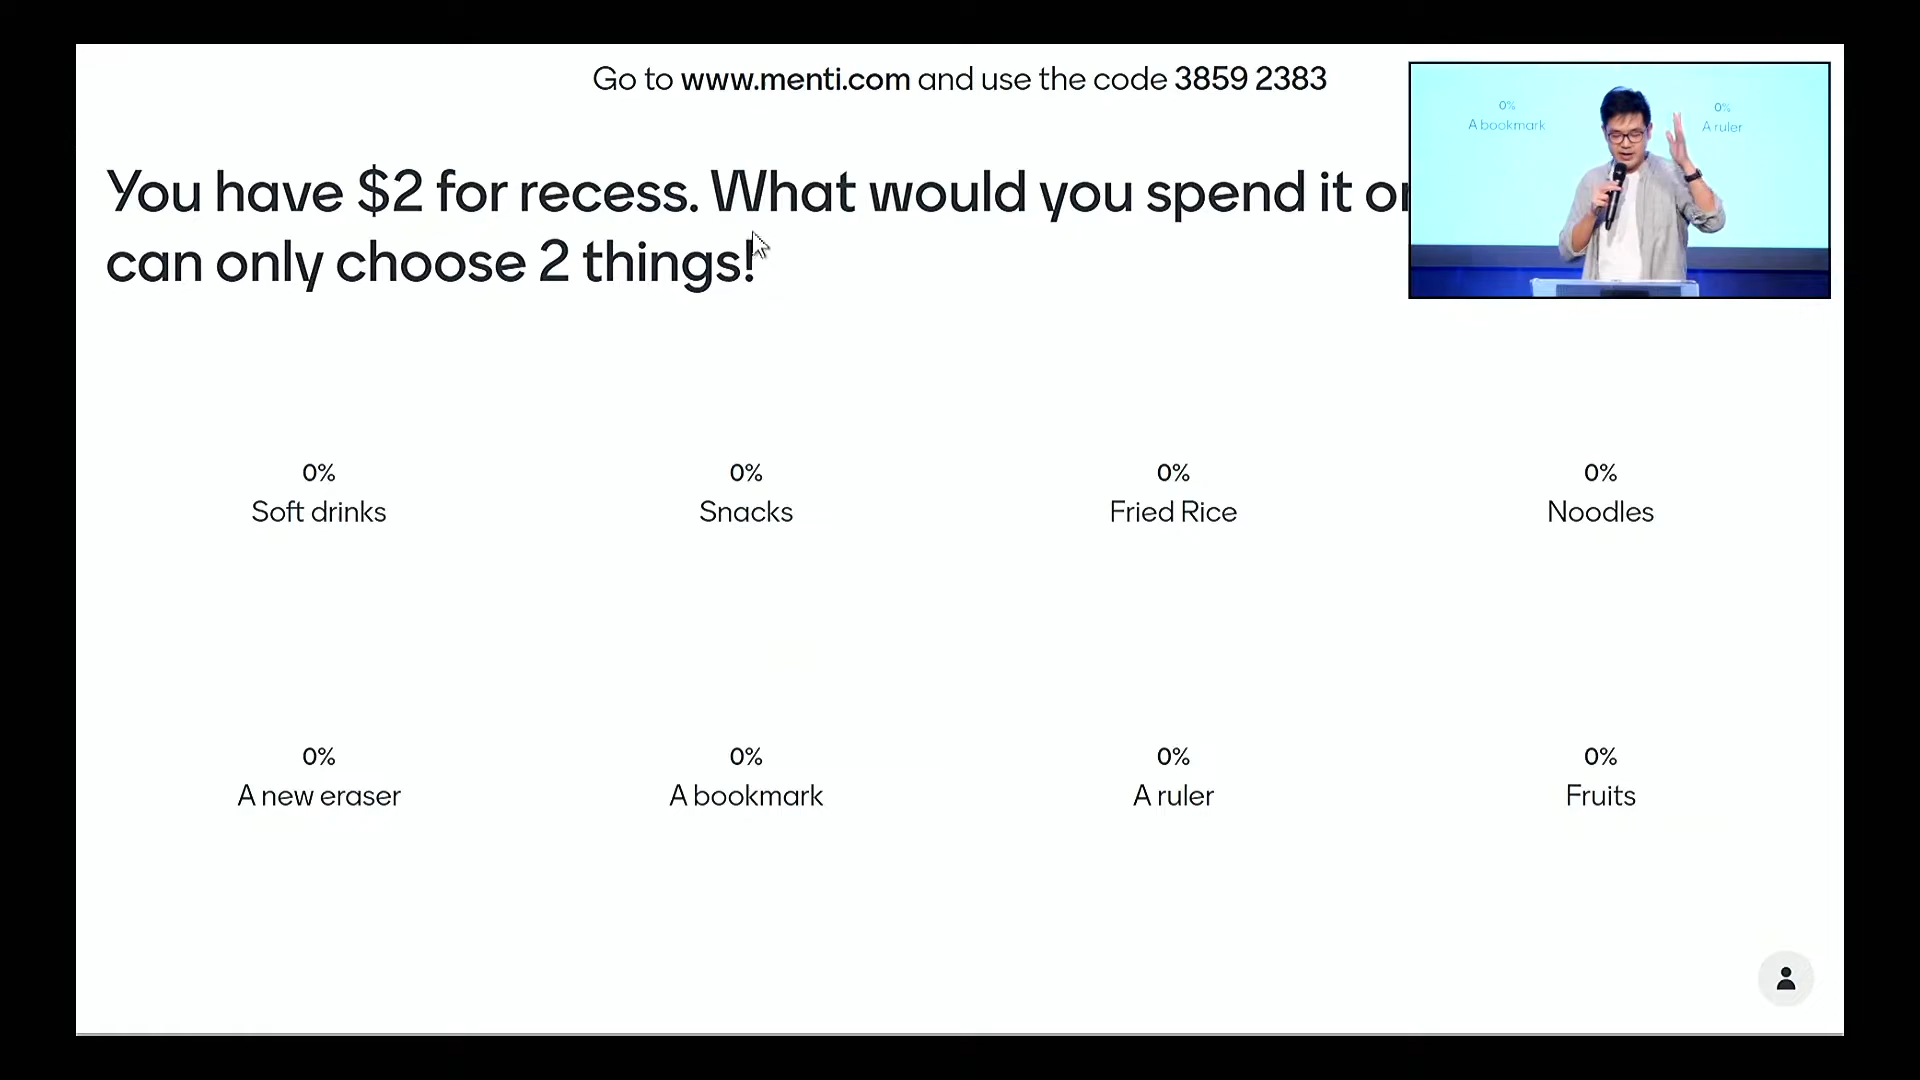 Go to www.menti.com and use the code 3859 2383
You have $2 for recess. What would you spend it
can only choose 2 things!
0%
A bookmark
0%
A ruler
0%
Soft drinks
0%
Snacks
0%
Fried Rice
0%
Noodles
0%
A new eraser
0%
A bookmark
0%
A ruler
0%
Fruits